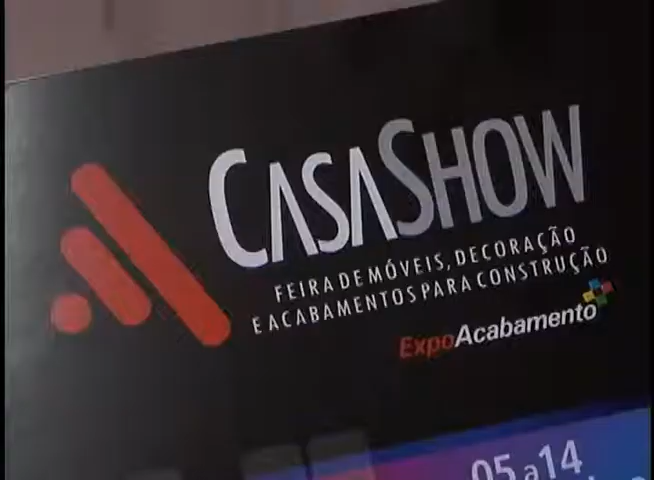 CASASHOW
FEIRA DE MÓVEIS, DECORAÇÃO
E ACABAMENTOS PARA CONSTRUÇÃO
ExpoAcabamento
05 a 14